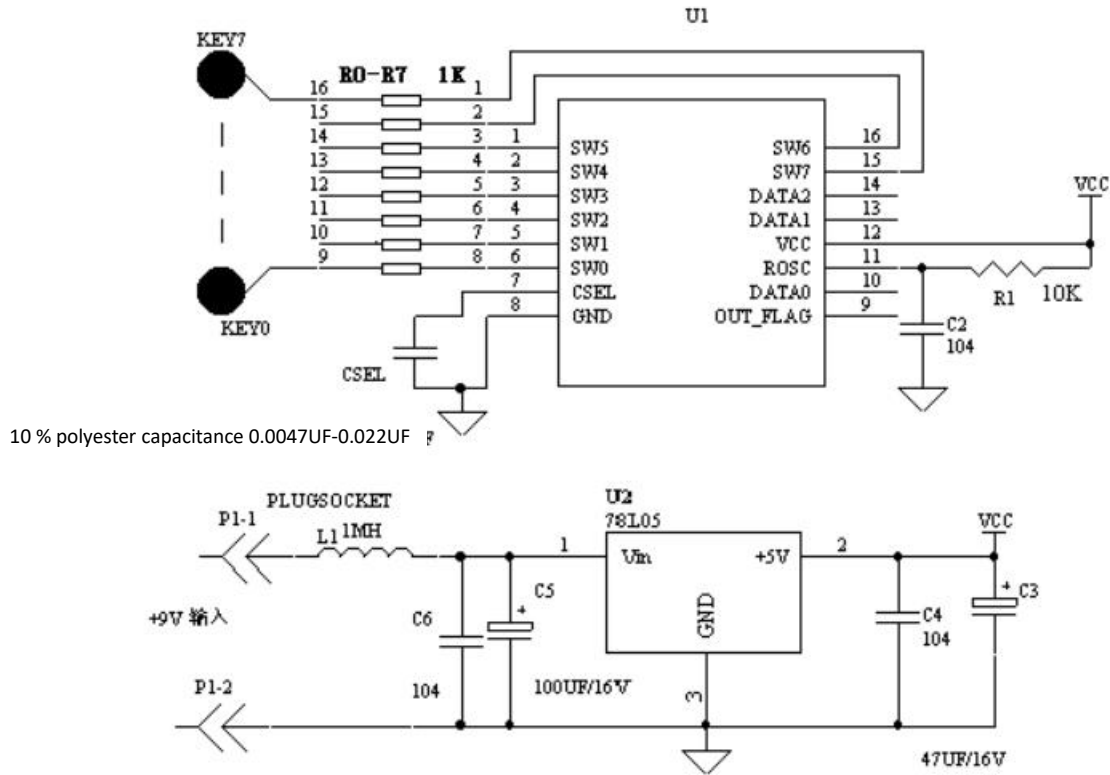 U1
KEY7
R0-R7 1K
16 1
15 2
14 3 1 SW5 SW6 16
13 4 2 SW4 SW7 15
12 5 3 SW3 DATA2 14
11 6 4 SW2 DATA1 13
10 7 5 SW1 VCC 12
9 8 6 SW0 ROSC 11
7 CSEL DATA0 10
8 GND OUT_FLAG 9
VCC
R1 10K
KEY0
C2
104
CSEL
10 % polyester capacitance 0.0047UF-0.022UF
PLUGSOCKET
P1-1
L1 1MH
U2
78L05
1 Vin +5V 2
GND
3
VCC
C5
+
C3
+
+9V 输入
C6
104
C4
104
P1-2
100UF/16V
47UF/16V